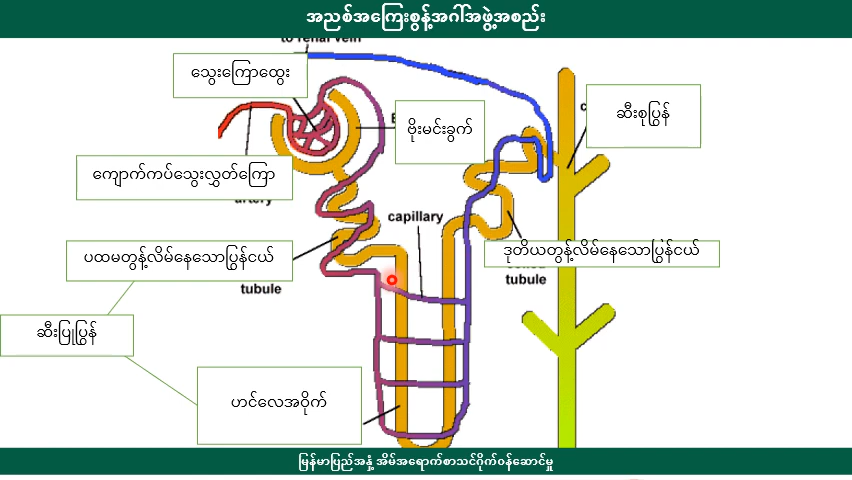 အညစ်အကြေးစွန့်အင်္ဂါအဖွဲ့အစည်း
to renal vein
သွေးကြောထွေး
ဗိုးမင်းခွက်
ဆီးစုပြွန်
ကျောက်ကပ်သွေးလွှတ်ကြော
artery
capillary
ပထမတွန့်လိမ်နေသောပြွန်ငယ်
ဒုတိယတွန့်လိမ်နေသောပြွန်ငယ်
tubule
tubule
ဆီးပြုပြွန်
ဟင်လေအဝိုက်
မြန်မာပြည်အနှံ့ အိမ်အရောက်စာသင်ဂိုက်ဝန်ဆောင်မှု